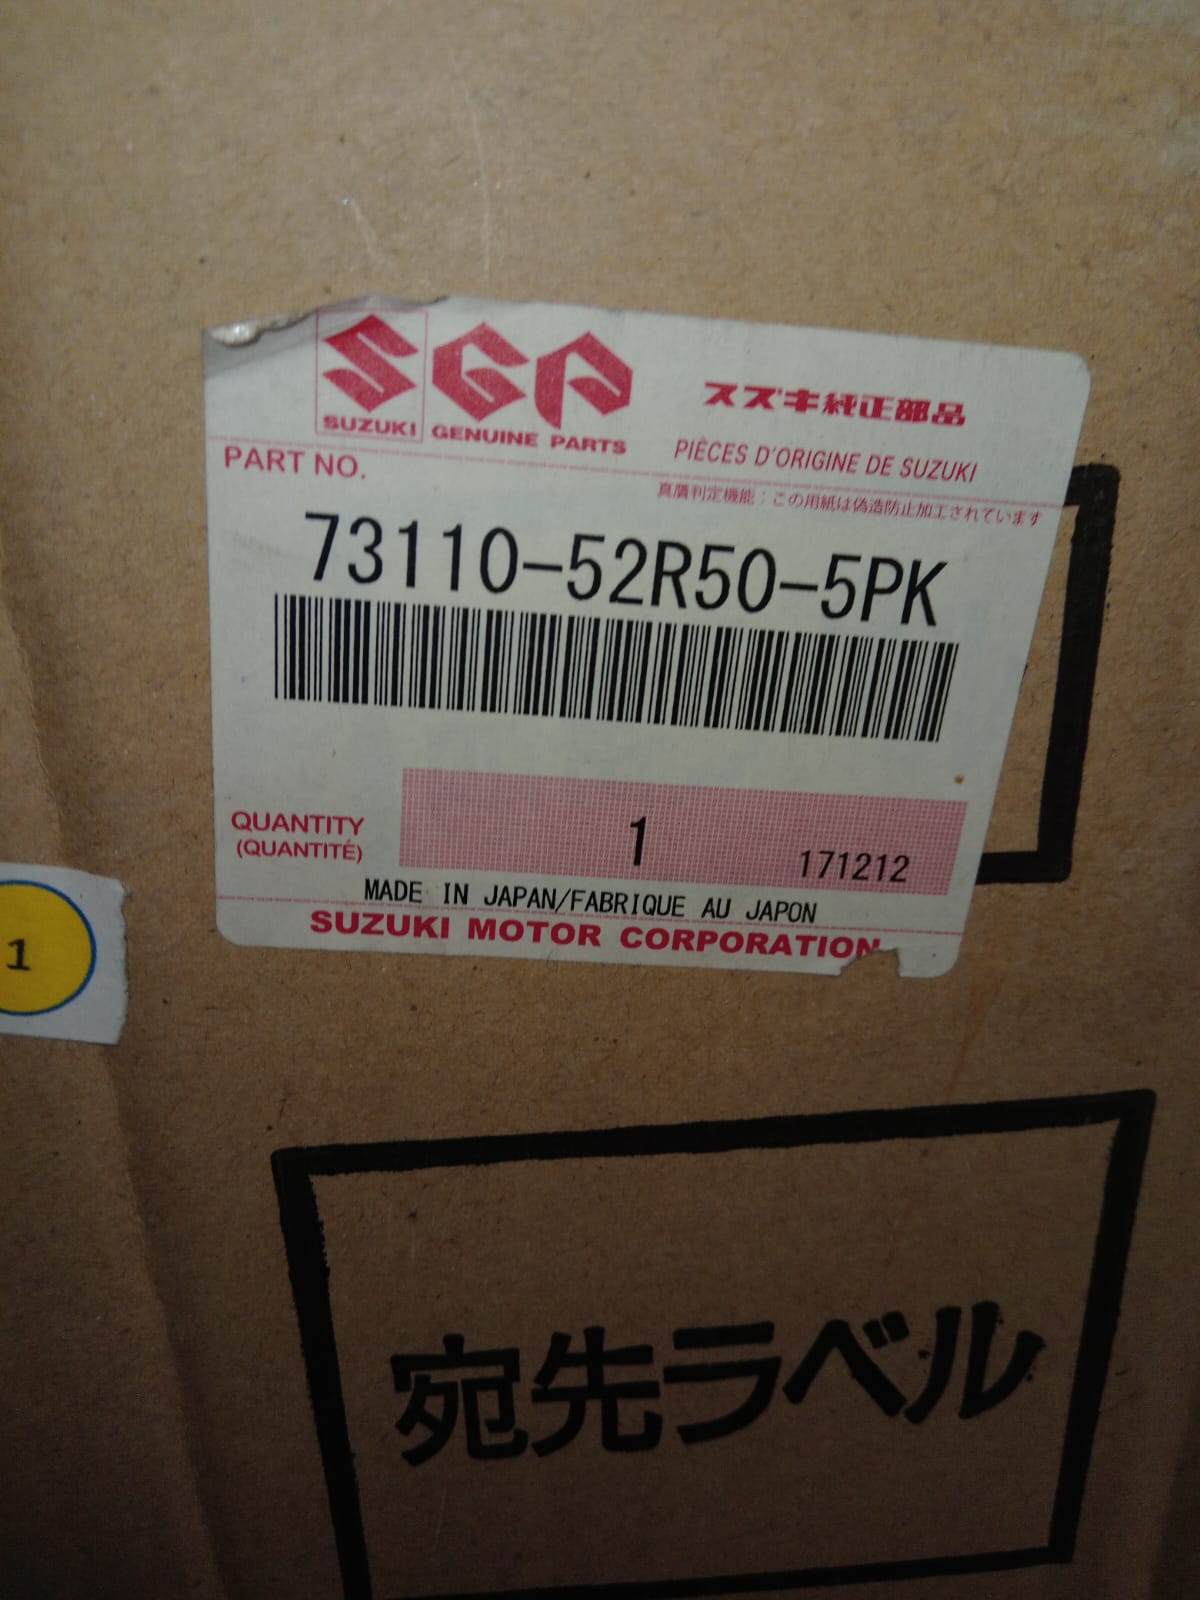 SUZUKI
SGP
GENUINE PARTS
スズキ純正部品
PIÈCES D'ORIGINE DE SUZUKI
PART NO.
真贋判定機能:この用紙は偽造防止加工されています
73110-52R50-5PK
QUANTITY
(QUANTITÉ)
1
171212
MADE IN JAPAN/FABRIQUE AU JAPON
SUZUKI MOTOR CORPORATION
1
宛先ラベル